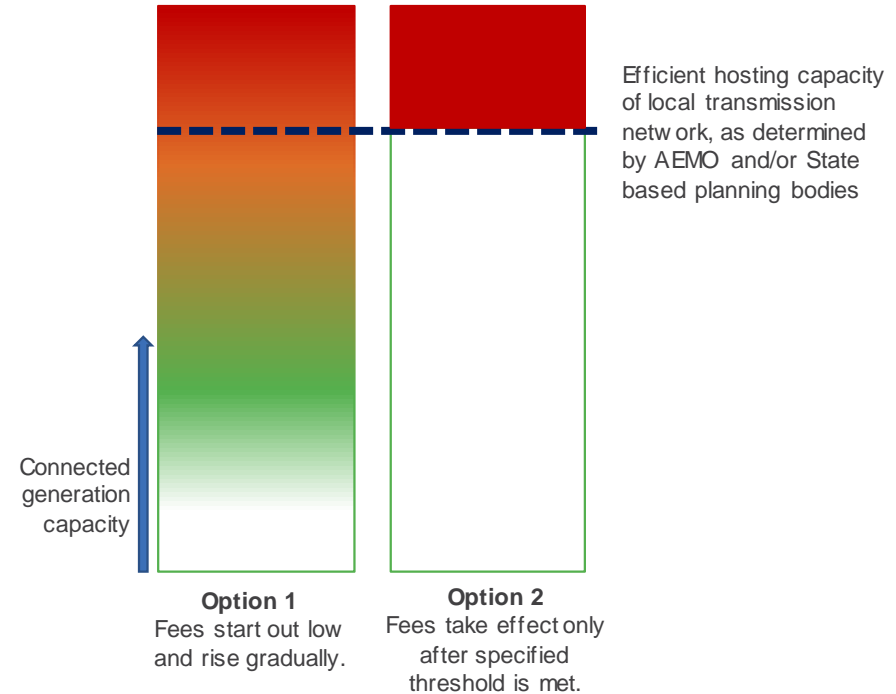 Efficient hosting capacity
of local transmission
network, as determined
by AEMO and/or State
based planning bodies
Connected
generation
capacity
Option 1
Fees start out low
and rise gradually.
Option 2
Fees take effect only
after specified
threshold is met.